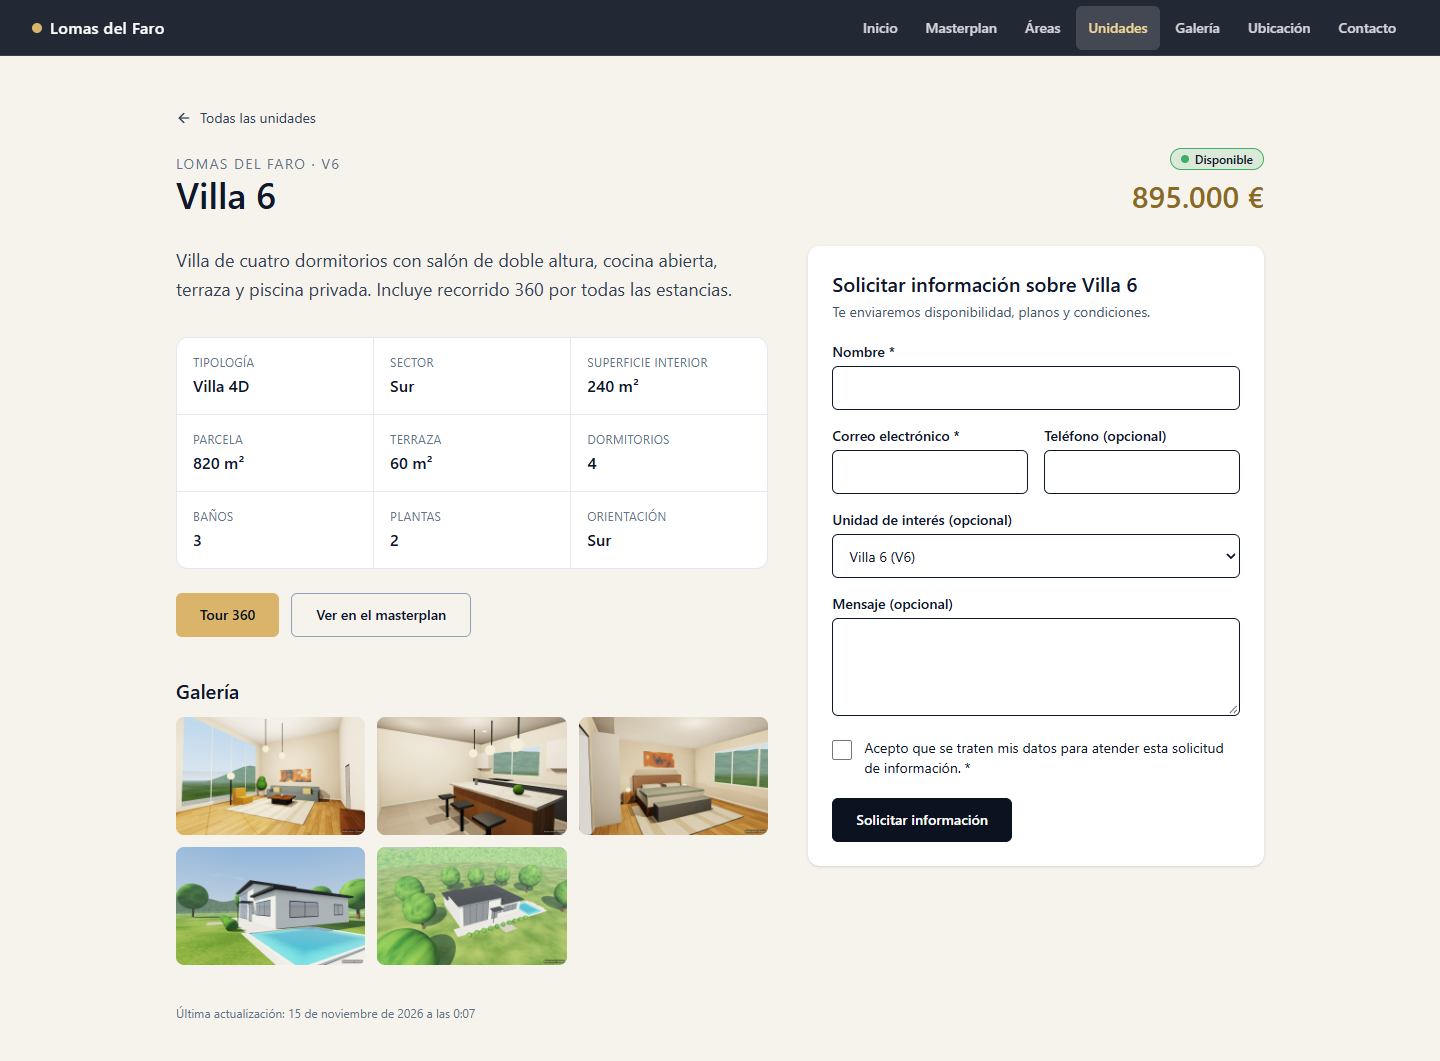 Lomas del Faro
Inicio
Masterplan
Áreas
Unidades
Galería
Ubicación
Contacto
Todas las unidades
LOMAS DEL FARO · V6
Villa 6
Disponible
895.000 €
Villa de cuatro dormitorios con salón de doble altura, cocina abierta,
terraza y piscina privada. Incluye recorrido 360 por todas las estancias.
TIPOLOGÍA
Villa 4D
SECTOR
Sur
SUPERFICIE INTERIOR
240 m²
PARCELA
820 m²
TERRAZA
60 m²
DORMITORIOS
4
BAÑOS
3
PLANTAS
2
ORIENTACIÓN
Sur
Tour 360
Ver en el masterplan
Galería
Última actualización: 15 de noviembre de 2026 a las 0:07
Solicitar información sobre Villa 6
Te enviaremos disponibilidad, planos y condiciones.
Nombre *
Correo electrónico *
Teléfono (opcional)
Unidad de interés (opcional)
Villa 6 (V6)
Mensaje (opcional)
Acepto que se traten mis datos para atender esta solicitud
de información. *
Solicitar información